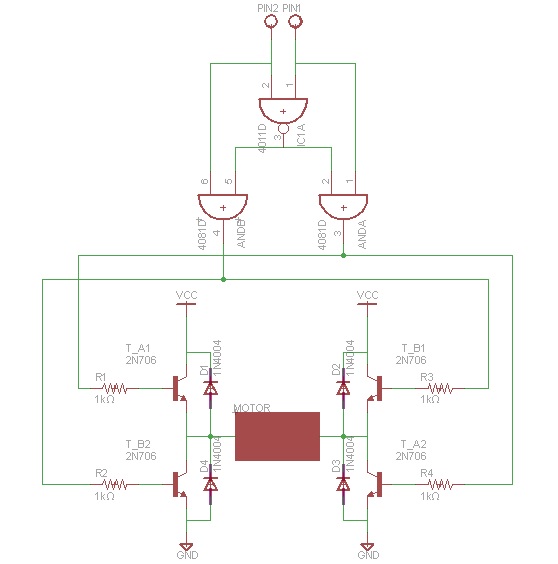 PIN2 PIN1
2 1
4011D 3 IC1A
6 5 2 1
4081D 4 ANDB 4081D 3 ANDA
VCC VCC
T_A1 T_B1
2N706 2N706
D1 1N4004 D2 1N4004
R1 R3
1kΩ 1kΩ
MOTOR
T_B2 T_A2
2N706 2N706
D4 1N4004 D3 1N4004
R2 R4
1kΩ 1kΩ
GND GND